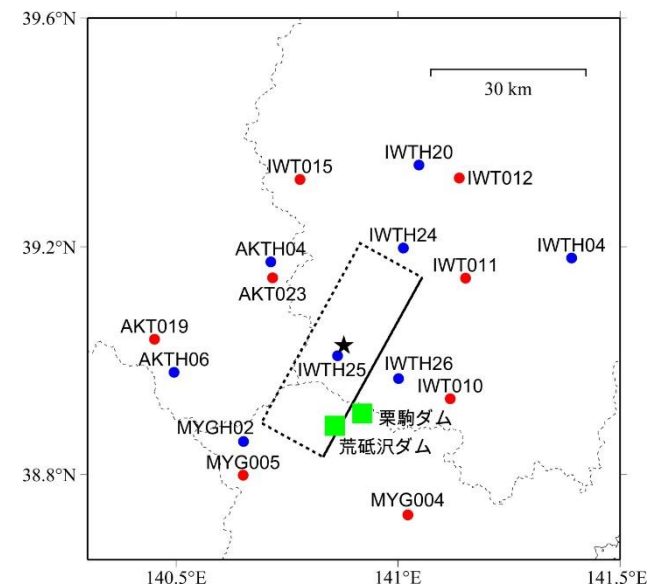 39.6°N
30 km
IWTH20
IWT015
IWT012
IWTH24
IWTH04
39.2°N
AKTH04
IWT011
AKT023
AKT019
AKTH06
IWTH25
IWTH26
IWT010
栗駒ダム
MYGH02
荒砥沢ダム
MYG005
38.8°N
MYG004
140.5°E
141°E
141.5°E